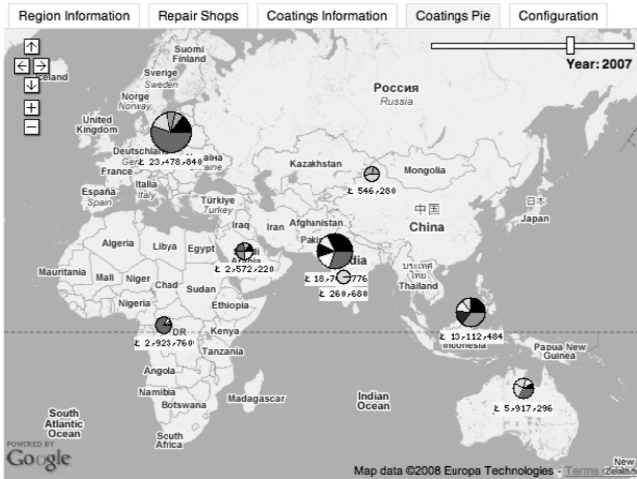 Region Information
Repair Shops
Coatings Information
Coatings Pie
Configuration
Year: 2007
Suomi
Finland
Sverige
Sweden
Norge
Norway
Россия
Russia
United
Kingdom
Deutschland
Ł 23,478,840
France
Kazakhstan
Mongolia
Ł 546,280
España
Spain
Italia
Italy
Türkiye
Turkey
中国
China
日本
Japan
Iraq
Iran
Afghanistan
Algeria
Libya
Egypt
Ł 2,572,220
Mauritania
Mali
Niger
Chad
Sudan
Ł 260,680
Thailand
Nigeria
Ethiopia
Ł 13,112,484
Indonesia
DR
Kenya
Ł 2,923,760
Tanzania
Papua New
Guinea
Angola
Namibia
Botswana
Madagascar
Ł 5,917,296
Indian
Ocean
South
Atlantic
Ocean
South
Africa
POWERED BY
Google
Map data ©2008 Europa Technologies - Terms
New